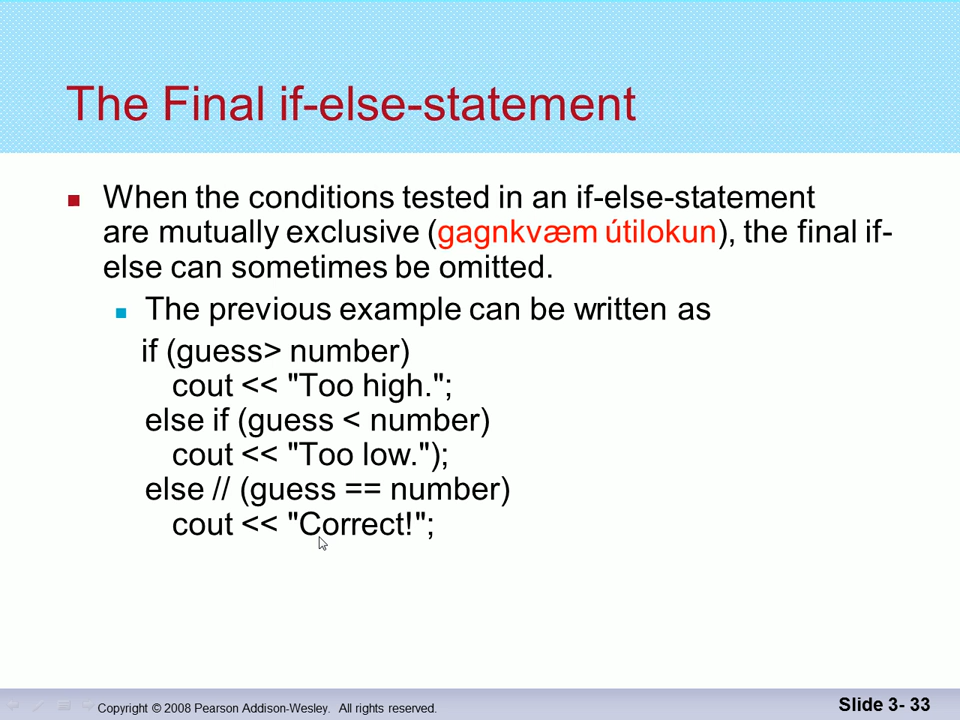 The Final if-else-statement
When the conditions tested in an if-else-statement
are mutually exclusive (gagnkvæm útilokun), the final if-
else can sometimes be omitted.
The previous example can be written as
if (guess> number)
cout << "Too high.";
else if (guess < number)
cout << "Too low.");
else // (guess == number)
cout << "Correct!";
Copyright © 2008 Pearson Addison-Wesley. All rights reserved.
Slide 3- 33